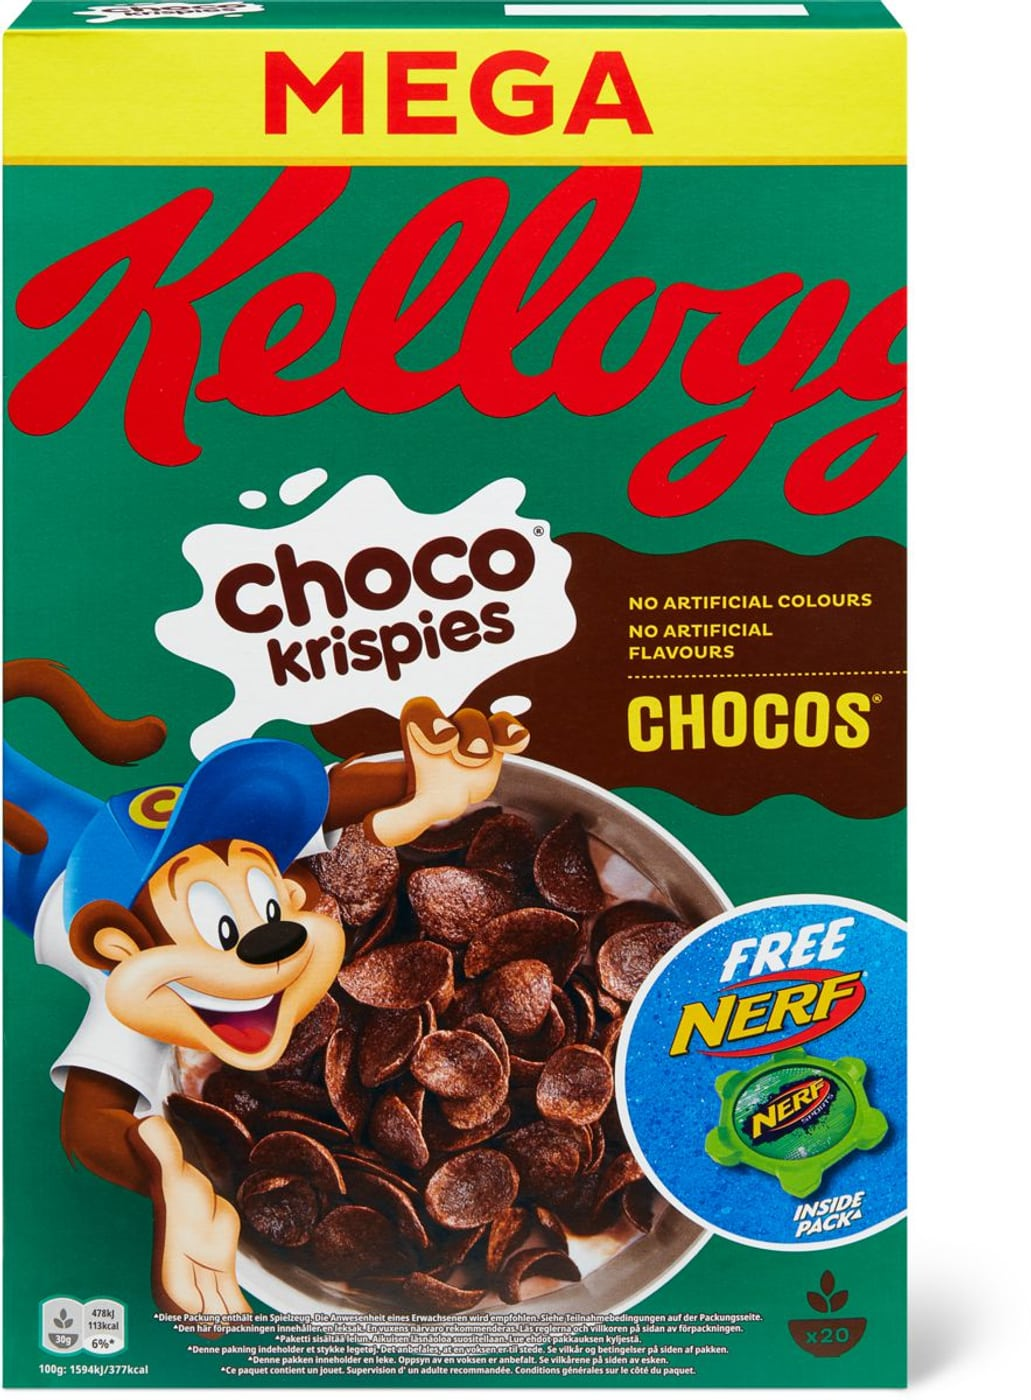 choco
krispies
MEGA
Kellogg
choco®
krispies
NO ARTIFICIAL COLOURS
NO ARTIFICIAL
FLAVOURS
CHOCOS®
C
FREE
NERF
NERF
SPORTS
INSIDE
PACK▲
x20
30g
478kJ
113kcal
6%*
100g: 1594kJ/377kcal
▲Diese Packung enthält ein Spielzeug. Die Anwesenheit eines Erwachsenen wird empfohlen. Siehe Teilnahmebedingungen auf der Packungsseite.
▲Den här förpackningen innehåller en leksak. En vuxens närvaro rekommenderas. Läs reglerna och villkoren på sidan av förpackningen.
▲Paketti sisältää lelun. Aikuisen läsnäoloa suositellaan. Lue ehdot pakkauksen kyljestä.
▲Denne pakning indeholder et stykke legetøj. Det anbefales, at en voksen er til stede. Se vilkår og betingelser på siden af pakken.
▲Denne pakken inneholder en leke. Oppsyn av en voksen er anbefalt. Se vilkårene på siden av esken.
▲Ce paquet contient un jouet. Supervision d' un adulte recommandée. Conditions générales sur le côté du paquet.